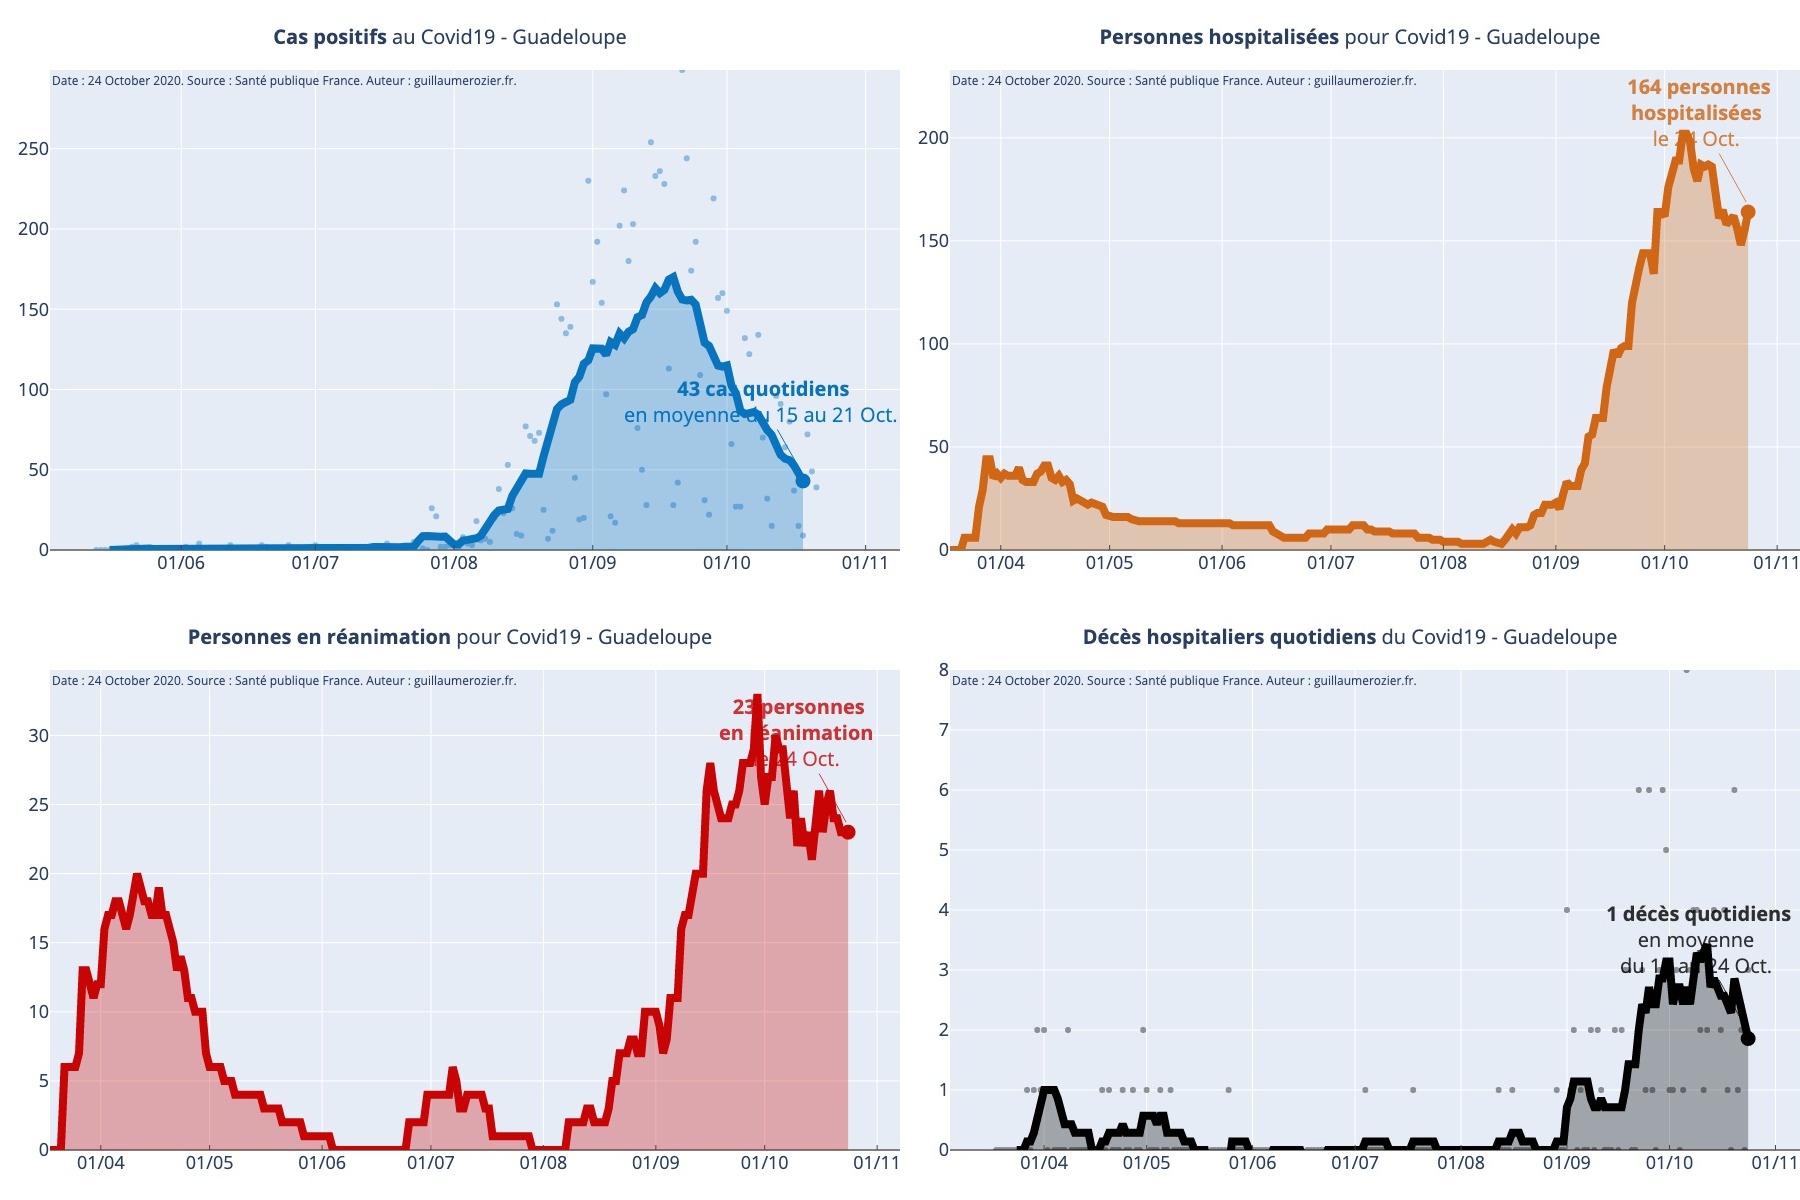 Cas positifs au Covid19 - Guadeloupe
Date : 24 October 2020. Source : Santé publique France. Auteur : guillaumerozier.fr.
250
200
150
100
50
0
43 cas quotidiens
en moyenne du 15 au 21 Oct.
01/06 01/07 01/08 01/09 01/10 01/11
Personnes hospitalisées pour Covid19 - Guadeloupe
Date : 24 October 2020. Source : Santé publique France. Auteur : guillaumerozier.fr.
164 personnes
hospitalisées
le 24 Oct.
200
150
100
50
0
01/04 01/05 01/06 01/07 01/08 01/09 01/10 01/11
Personnes en réanimation pour Covid19 - Guadeloupe
Date : 24 October 2020. Source : Santé publique France. Auteur : guillaumerozier.fr.
23 personnes
en réanimation
le 24 Oct.
30
25
20
15
10
5
0
01/04 01/05 01/06 01/07 01/08 01/09 01/10 01/11
Décès hospitaliers quotidiens du Covid19 - Guadeloupe
Date : 24 October 2020. Source : Santé publique France. Auteur : guillaumerozier.fr.
8
7
6
5
4
3
2
1
0
1 décès quotidiens
en moyenne
du au 24 Oct.
01/04 01/05 01/06 01/07 01/08 01/09 01/10 01/11